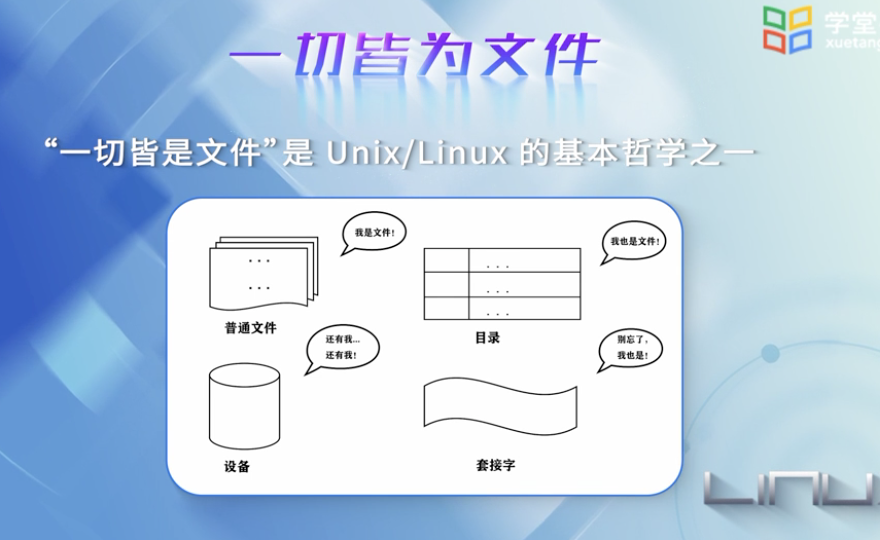 学堂
xuetang
一切皆为文件
“一切皆是文件”是 Unix/Linux 的基本哲学之一
我是文件!
我也是文件!
...
...
...
...
...
普通文件
目录
还有我...
还有我!
别忘了,
我也是!
设备
套接字
LINU